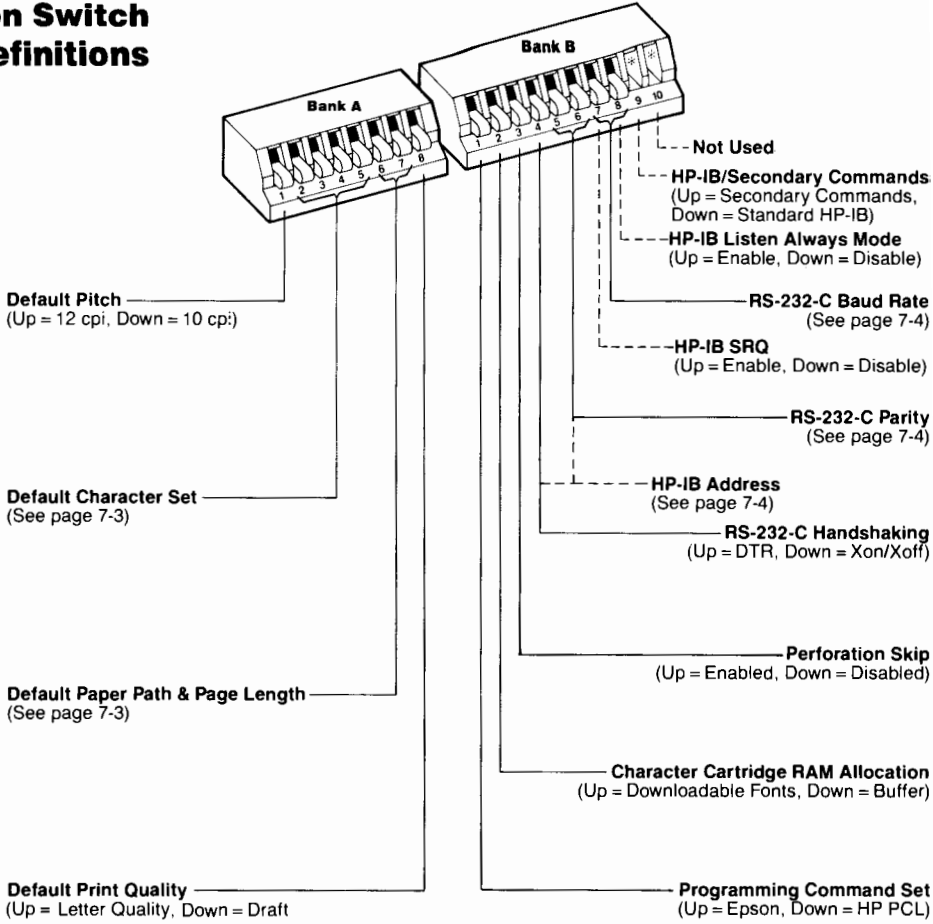 on Switch
efinitions
Bank A
1 2 3 4 5 6 7 8
Bank B
1 2 3 4 5 6 7 8 9 10
* *
Not Used
HP-IB/Secondary Commands
(Up = Secondary Commands,
Down = Standard HP-IB)
HP-IB Listen Always Mode
(Up = Enable, Down = Disable)
Default Pitch
(Up = 12 cpi, Down = 10 cpi)
RS-232-C Baud Rate
(See page 7-4)
HP-IB SRQ
(Up = Enable, Down = Disable)
RS-232-C Parity
(See page 7-4)
Default Character Set
(See page 7-3)
HP-IB Address
(See page 7-4)
RS-232-C Handshaking
(Up = DTR, Down = Xon/Xoff)
Perforation Skip
(Up = Enabled, Down = Disabled)
Default Paper Path & Page Length
(See page 7-3)
Character Cartridge RAM Allocation
(Up = Downloadable Fonts, Down = Buffer)
Default Print Quality
(Up = Letter Quality, Down = Draft
Programming Command Set
(Up = Epson, Down = HP PCL)